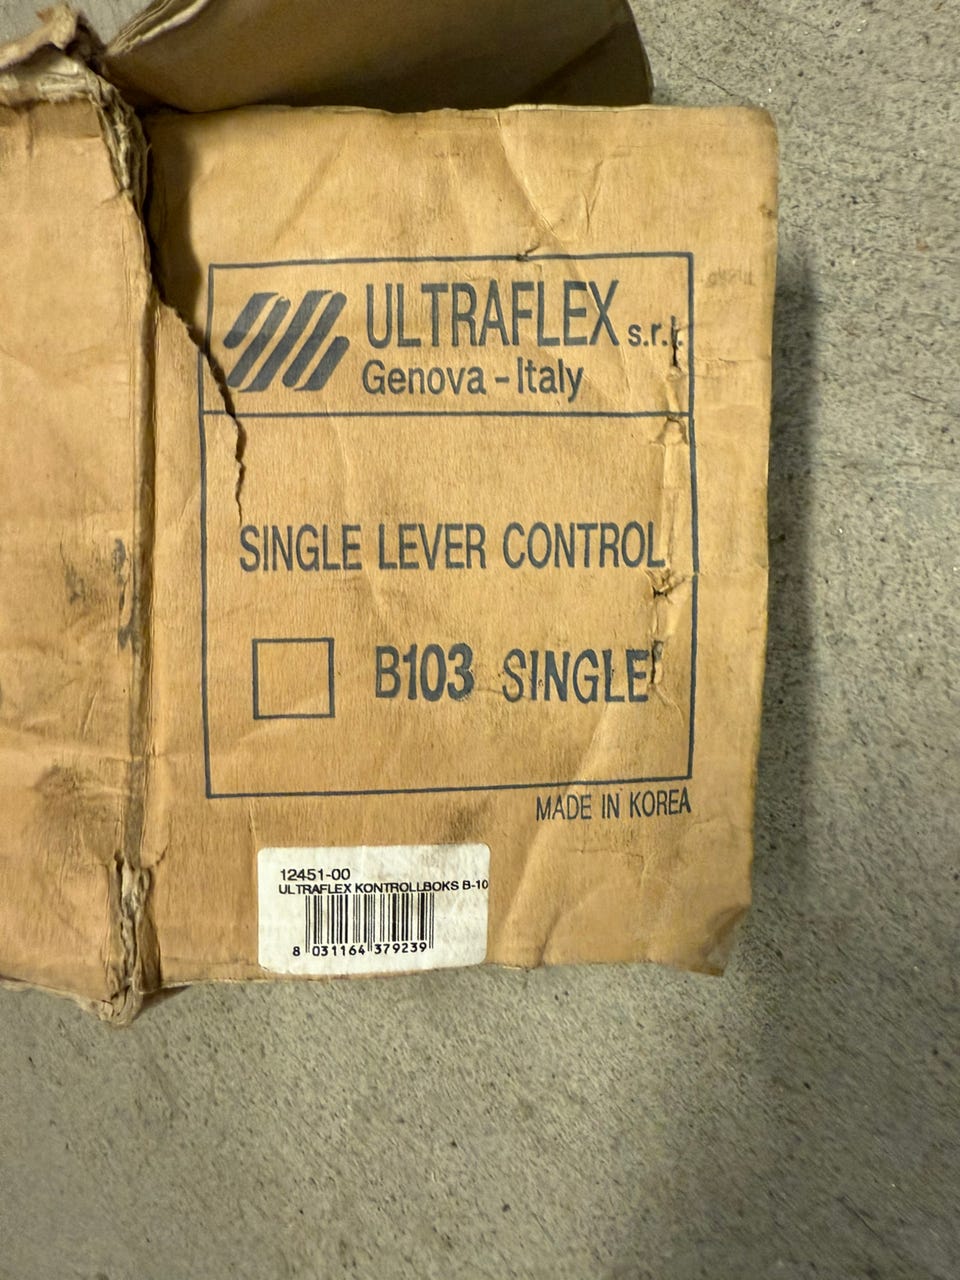 ULTRAFLEX s.r.l.
Genova - Italy
SINGLE LEVER CONTROL
B103 SINGLE
MADE IN KOREA
12451-00
ULTRAFLEX KONTROLLBOKS B-10
8 031164 379239